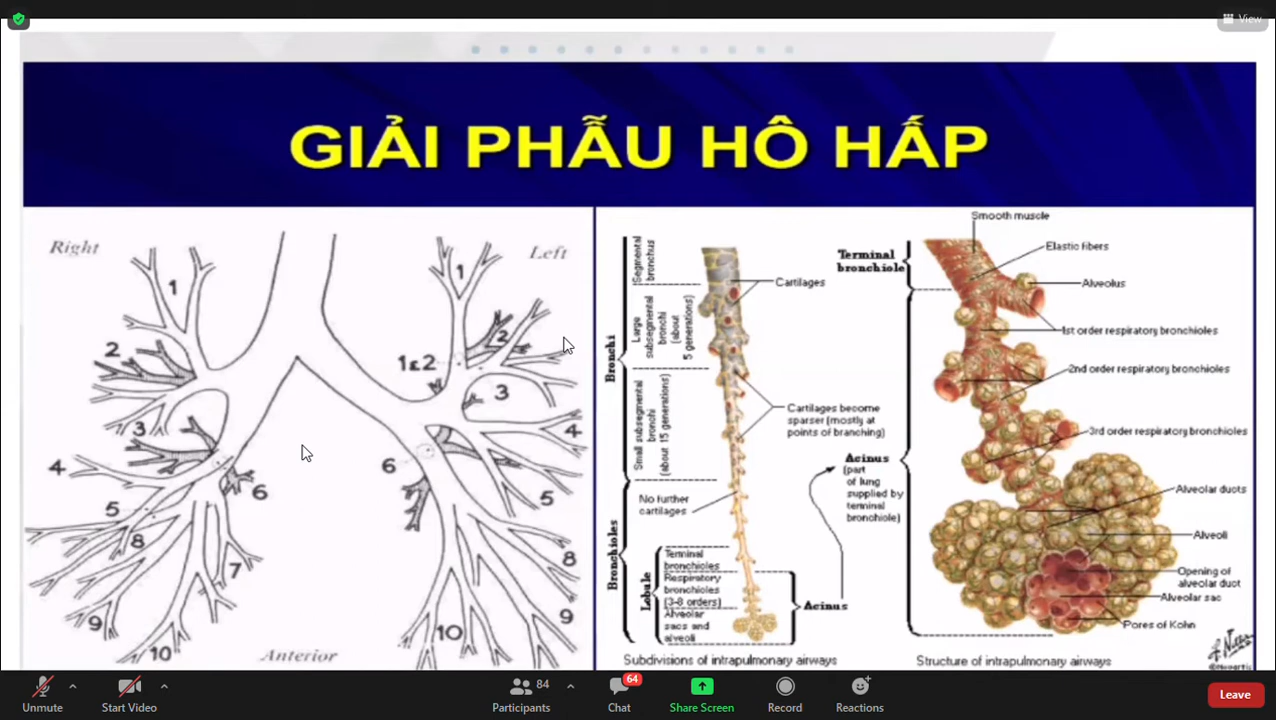 View
GIẢI PHẪU HÔ HẤP
Right
Left
1
2
3
4
5
6
8
7
9
10
1
2
1&2
3
4
6
5
8
9
10
Anterior
Bronchi
Segmental
bronchus
Large
subsegmental
bronchi
(about
5 generations)
Small subsegmental
bronchi
(about 15 generations)
Bronchioles
Lobule
Cartilages
Cartilages become
sparser (mostly at
points of branching)
No further
cartilages
Terminal
bronchioles
Respiratory
bronchioles
(3-8 orders)
Alveolar
sacs and
alveoli
Acinus
Subdivisions of intrapulmonary airways
Terminal
bronchiole
Acinus
(part
of lung
supplied by
terminal
bronchiole)
Smooth muscle
Elastic fibers
Alveolus
1st order respiratory bronchioles
2nd order respiratory bronchioles
3rd order respiratory bronchioles
Alveolar ducts
Alveoli
Opening of
alveolar duct
Alveolar sac
Pores of Kohn
Structure of intrapulmonary airways
Unmute
Start Video
84
Participants
64
Chat
Share Screen
Record
Reactions
Leave